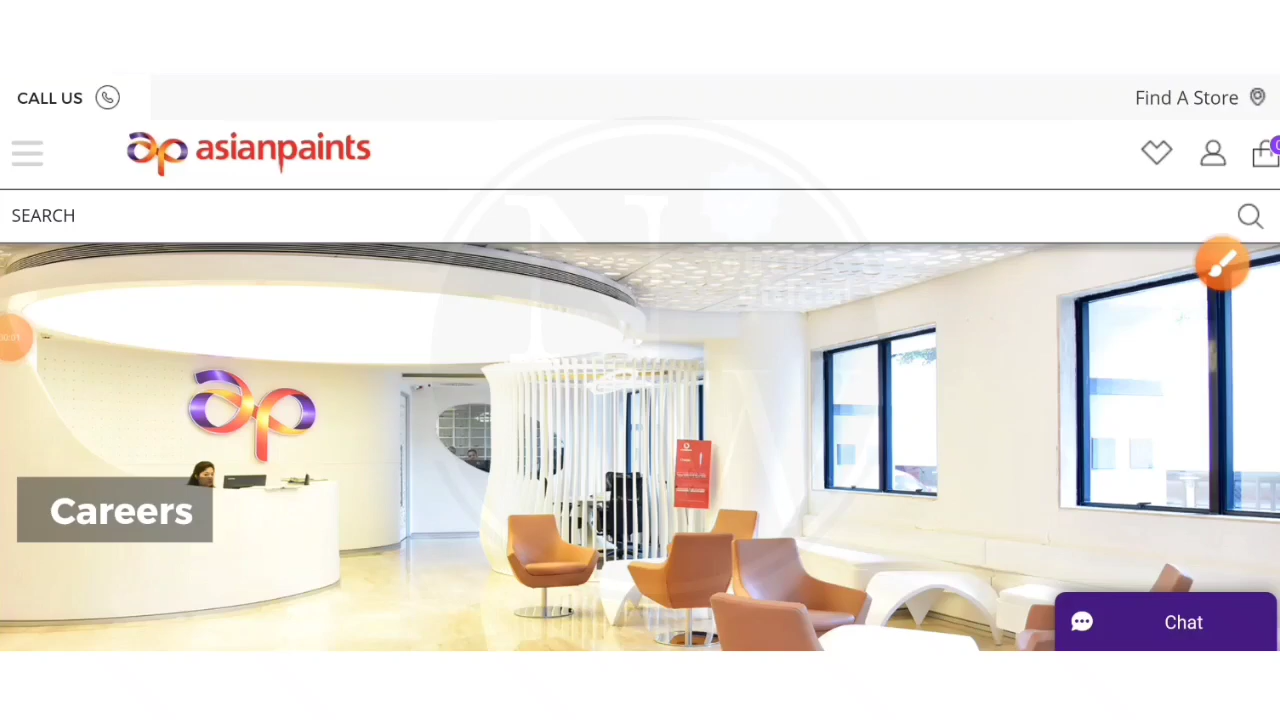 CALL US
Find A Store
asianpaints
SEARCH
Careers
Chat